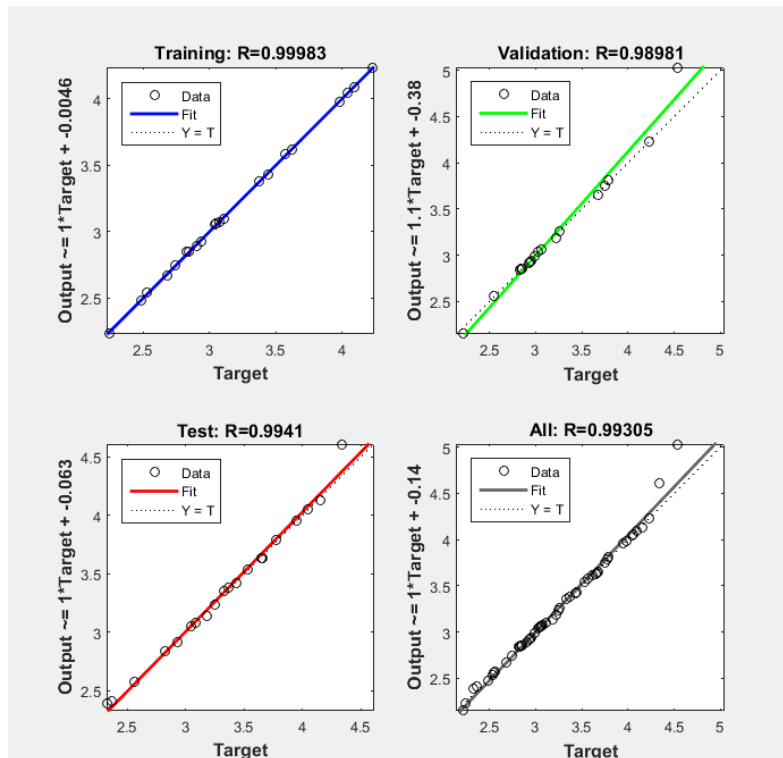 Training: R=0.99983
Output ~= 1*Target + -0.0046
4
3.5
3
2.5
Data
Fit
Y = T
2.5 3 3.5 4
Target
Validation: R=0.98981
Output ~= 1.1*Target + -0.38
5
4.5
4
3.5
3
2.5
Data
Fit
Y = T
2.5 3 3.5 4 4.5 5
Target
Test: R=0.9941
Output ~= 1*Target + -0.063
4.5
4
3.5
3
2.5
Data
Fit
Y = T
2.5 3 3.5 4 4.5
Target
All: R=0.99305
Output ~= 1*Target + -0.14
5
4.5
4
3.5
3
2.5
Data
Fit
Y = T
2.5 3 3.5 4 4.5 5
Target